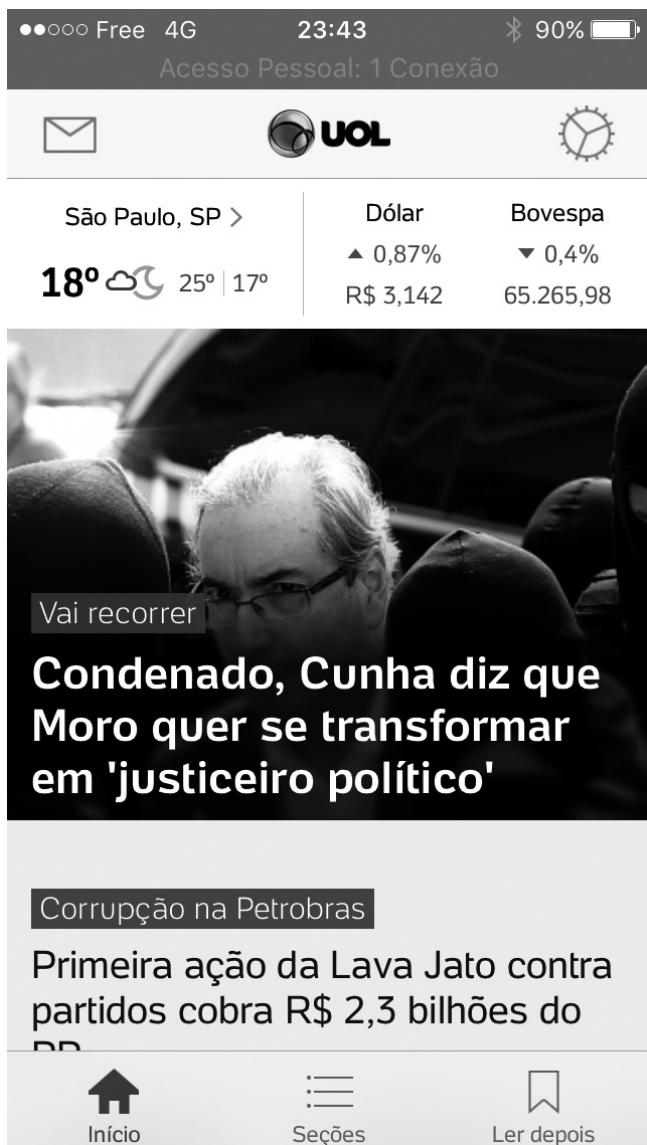 Free 4G 23:43 90%
Acesso Pessoal: 1 Conexão
UOL
São Paulo, SP >
18º 25º | 17º
Dólar
▲ 0,87%
R$ 3,142
Bovespa
▼ 0,4%
65.265,98
Vai recorrer
Condenado, Cunha diz que
Moro quer se transformar
em 'justiceiro político'
Corrupção na Petrobras
Primeira ação da Lava Jato contra
partidos cobra R$ 2,3 bilhões do
Início
Seções
Ler depois